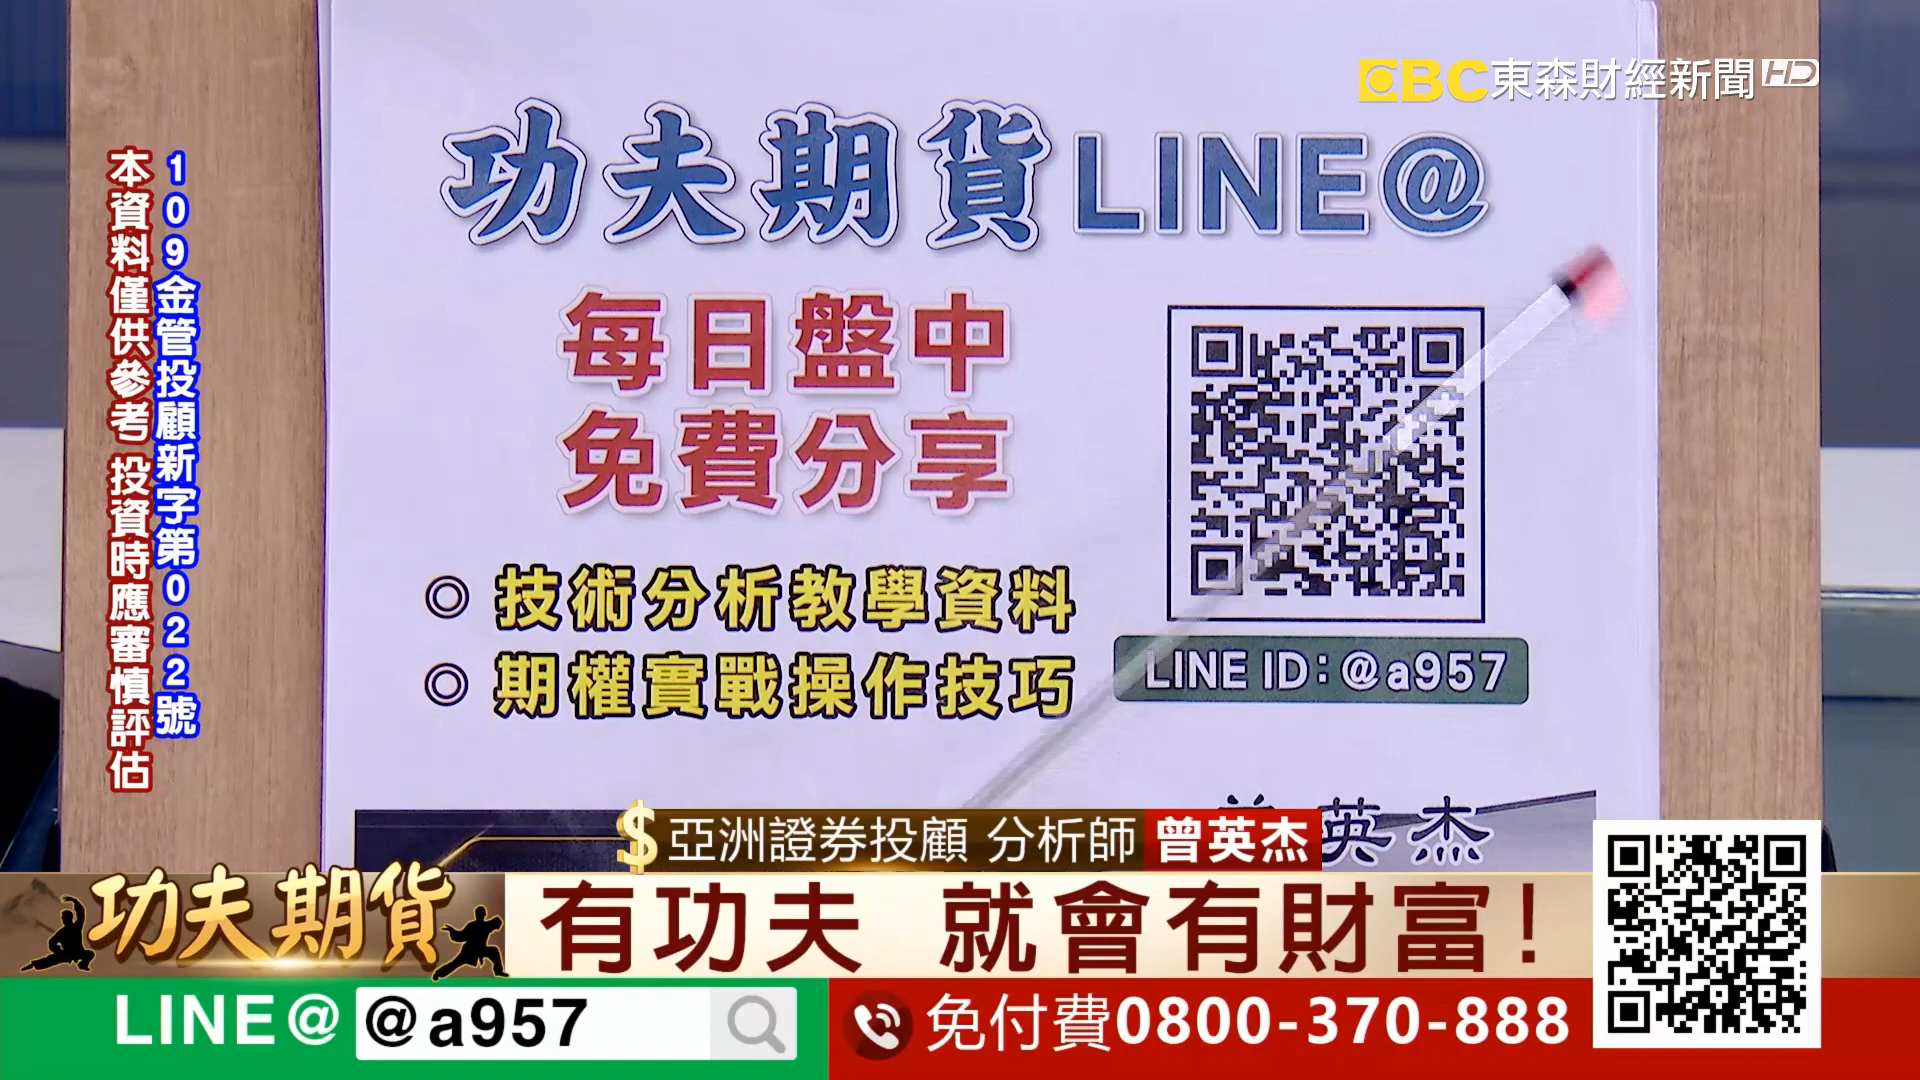 EBC東森財經新聞HD
109金管投顧新字第022號
本資料僅供參考 投資時應審慎評估
功夫期貨LINE@
每日盤中
免費分享
◎ 技術分析教學資料
◎ 期權實戰操作技巧
LINE ID:@a957
英杰
$亞洲證券投顧 分析師 曾英杰
功夫期貨
有功夫 就會有財富!
LINE@ @a957
免付費0800-370-888